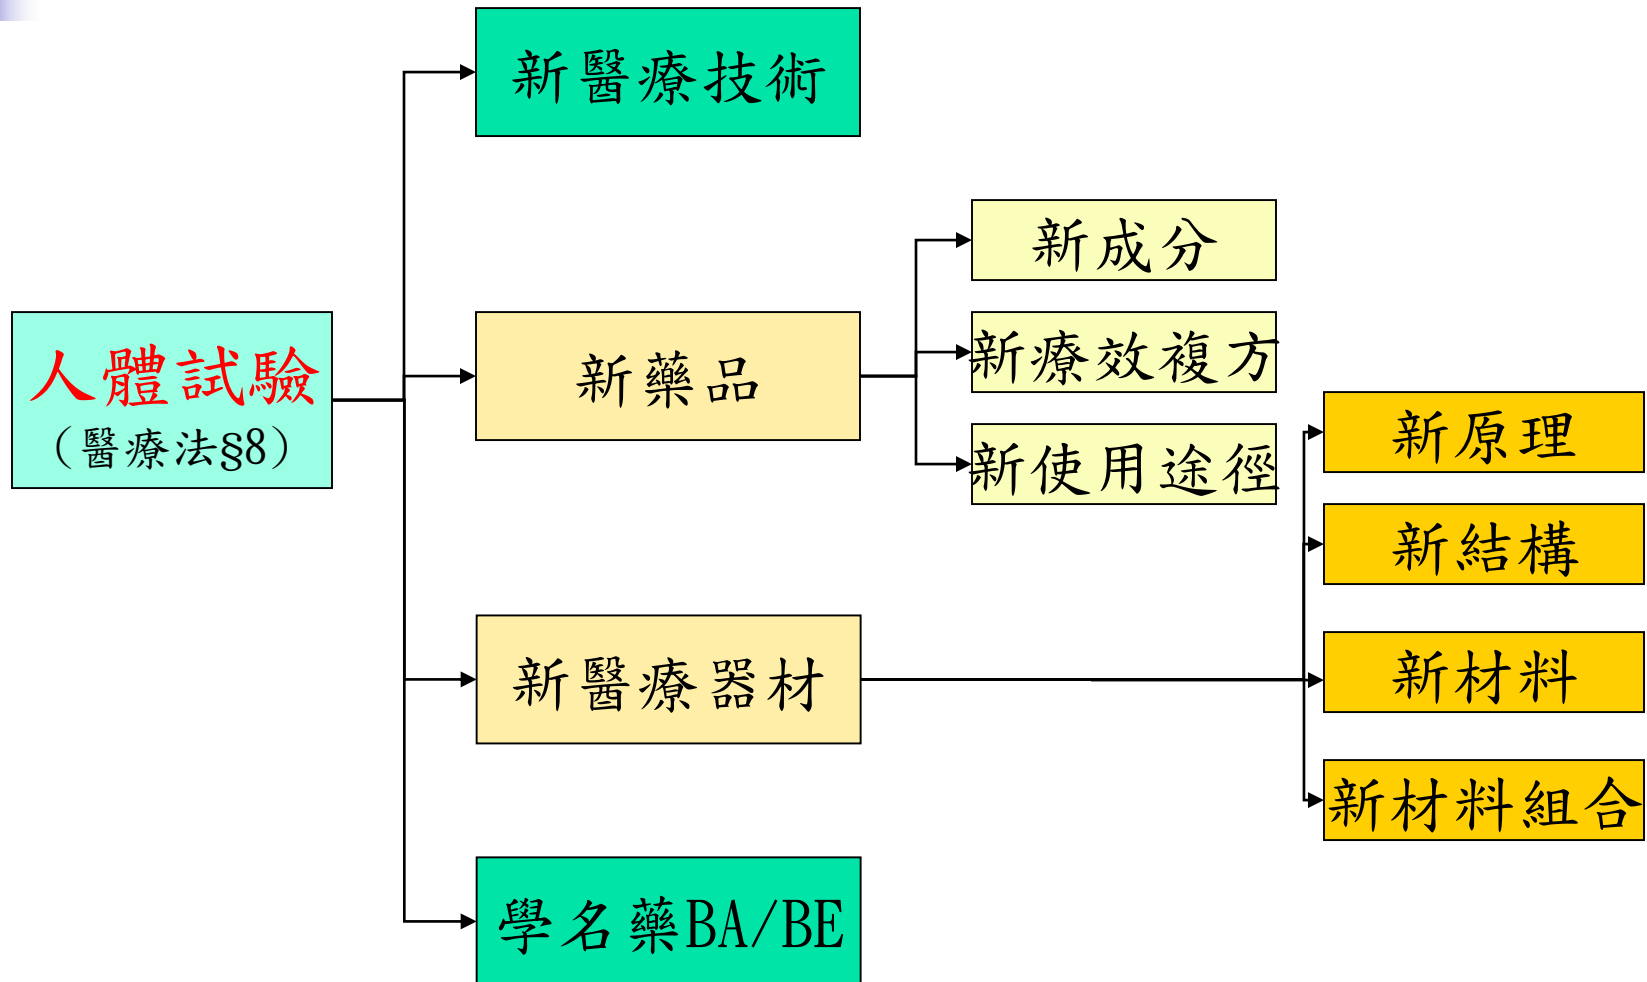 人體試驗
（醫療法§8）
新醫療技術
新藥品
新成分
新療效複方
新使用途徑
新醫療器材
新原理
新結構
新材料
新材料組合
學名藥BA/BE